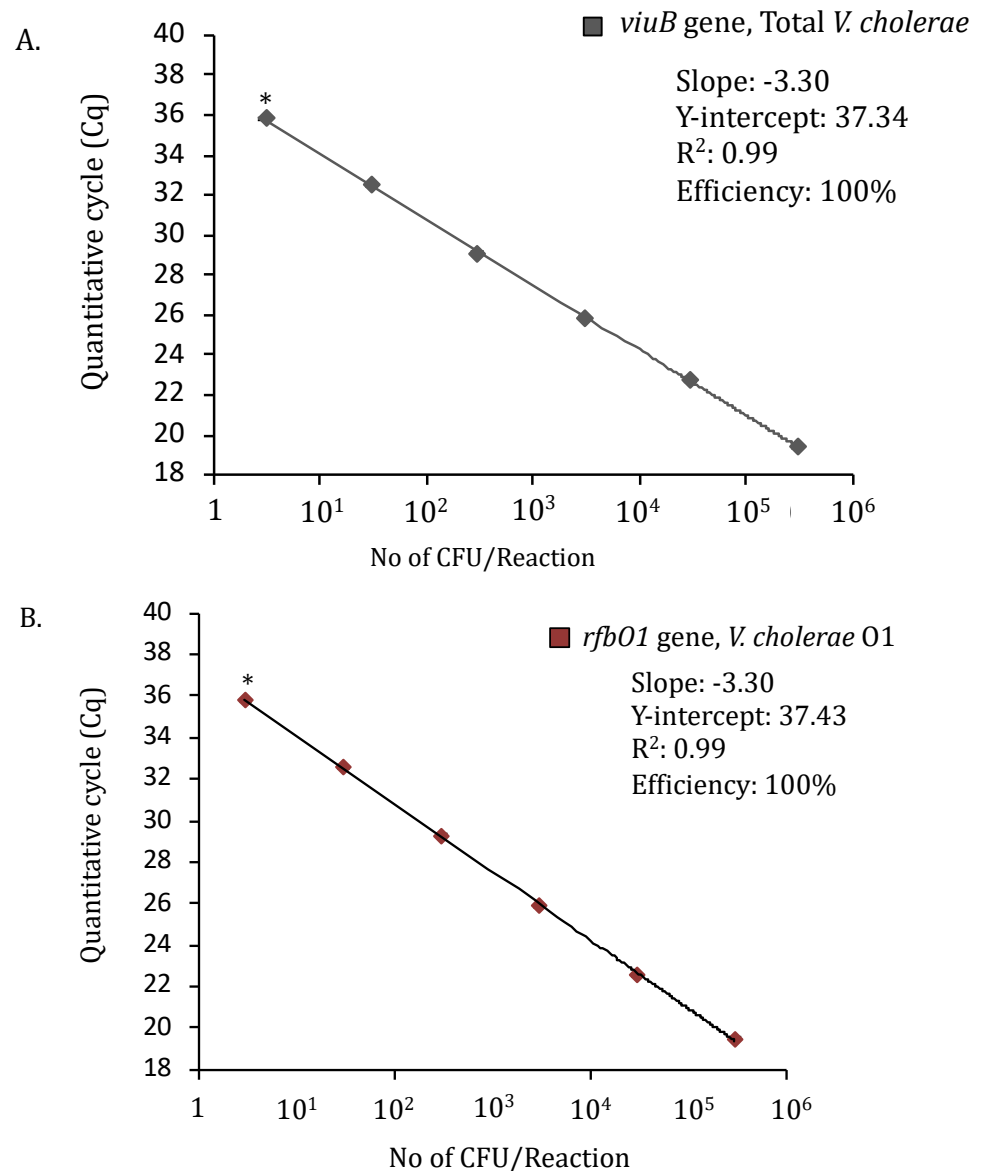 A.
viuB gene, Total V. cholerae
Slope: -3.30
Y-intercept: 37.34
R²: 0.99
Efficiency: 100%
Quantitative cycle (Cq)
40
38
36
34
32
30
28
26
24
22
20
18
*
1 10¹ 10² 10³ 10⁴ 10⁵ 10⁶
No of CFU/Reaction
B.
rfbO1 gene, V. cholerae O1
Slope: -3.30
Y-intercept: 37.43
R²: 0.99
Efficiency: 100%
Quantitative cycle (Cq)
40
38
36
34
32
30
28
26
24
22
20
18
*
1 10¹ 10² 10³ 10⁴ 10⁵ 10⁶
No of CFU/Reaction